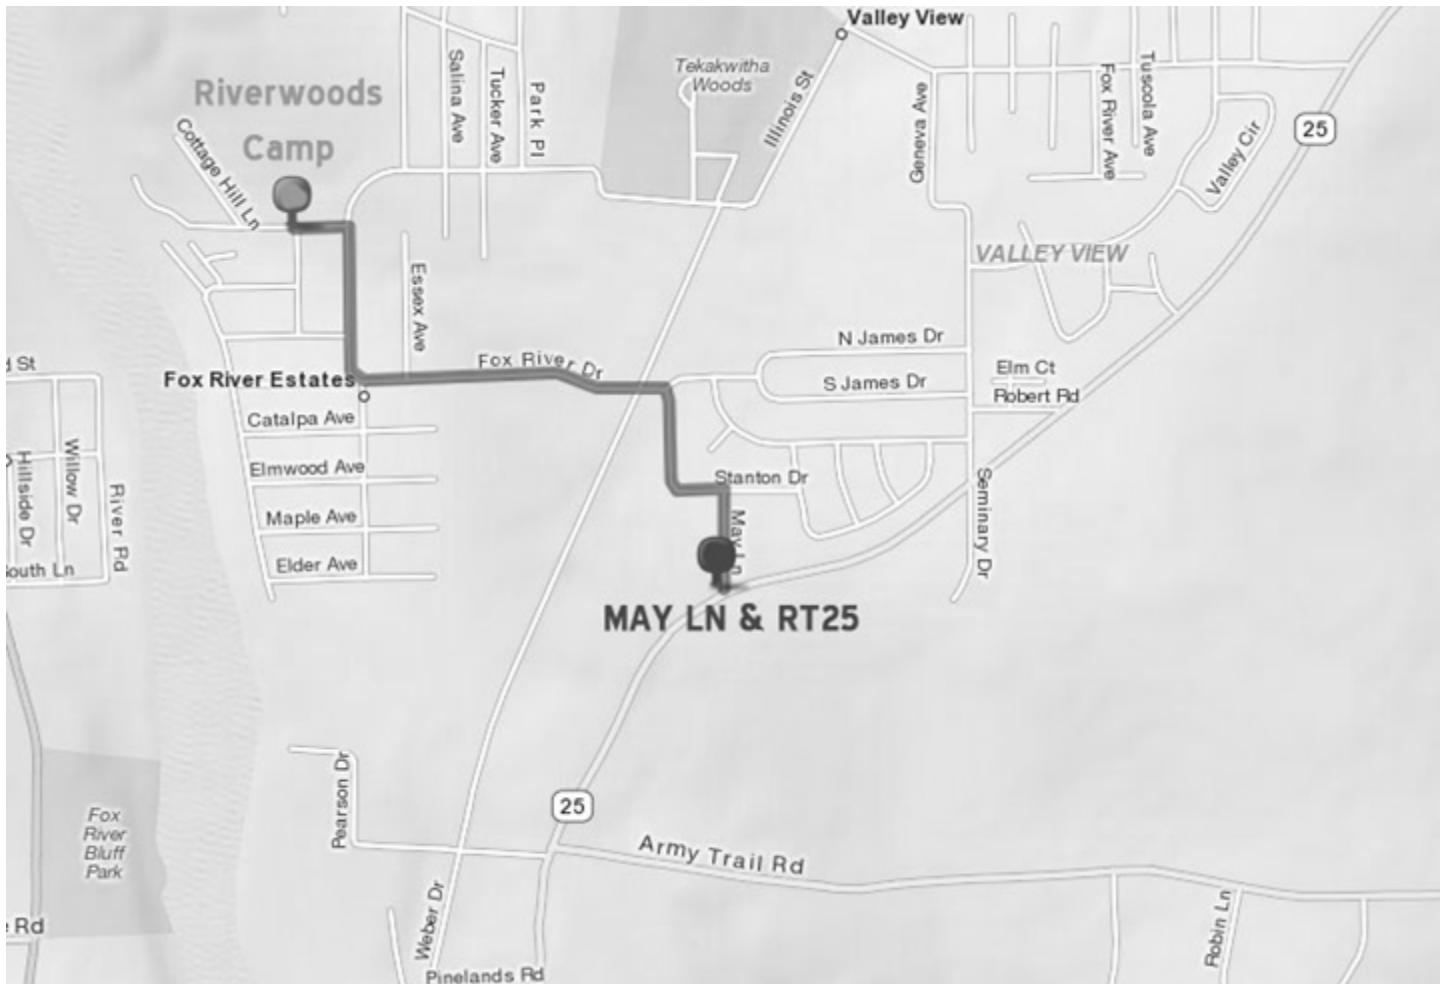 Valley View
Riverwoods
Camp
Cottage Hill Ln
Salina Ave
Tucker Ave
Park Pl
Tekakwitha
Woods
Illinois St
Geneva Ave
Fox River Ave
Tuscola Ave
Valley Cir
25
VALLEY VIEW
Essex Ave
Fox River Dr
N James Dr
S James Dr
Elm Ct
Robert Rd
d St
Fox River Estates
Catalpa Ave
Elmwood Ave
Maple Ave
Elder Ave
Hillside Dr
Willow Dr
River Rd
South Ln
Stanton Dr
May Ln
Seminary Dr
MAY LN & RT25
Pearson Dr
25
Army Trail Rd
Fox
River
Bluff
Park
e Rd
Weber Dr
Pinelands Rd
Robin Ln